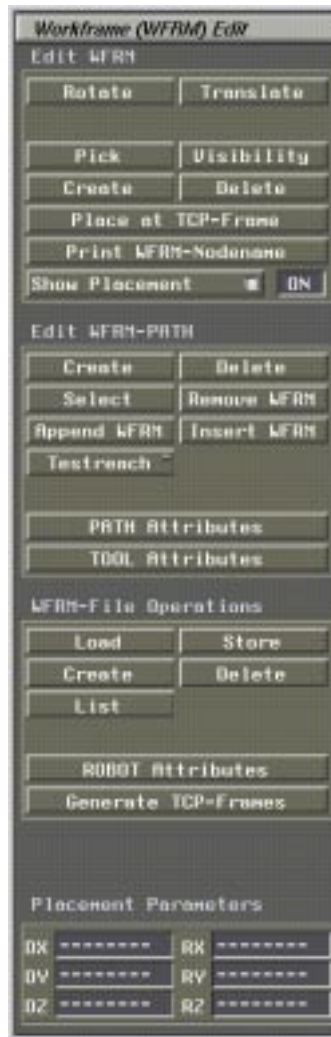 Workframe (WFRM) Edit
Edit WFRM
Rotate Translate
Pick Visibility
Create Delete
Place at TCP-Frame
Print WFRM-Nodename
Show Placement ON
Edit WFRM-PATH
Create Delete
Select Remove WFRM
Append WFRM Insert WFRM
Testreach
PATH Attributes
TOOL Attributes
WFRM-File Operations
Load Store
Create Delete
List
ROBOT Attributes
Generate TCP-Frames
Placement Parameters
DX -------- RX --------
DY -------- RY --------
DZ -------- RZ --------